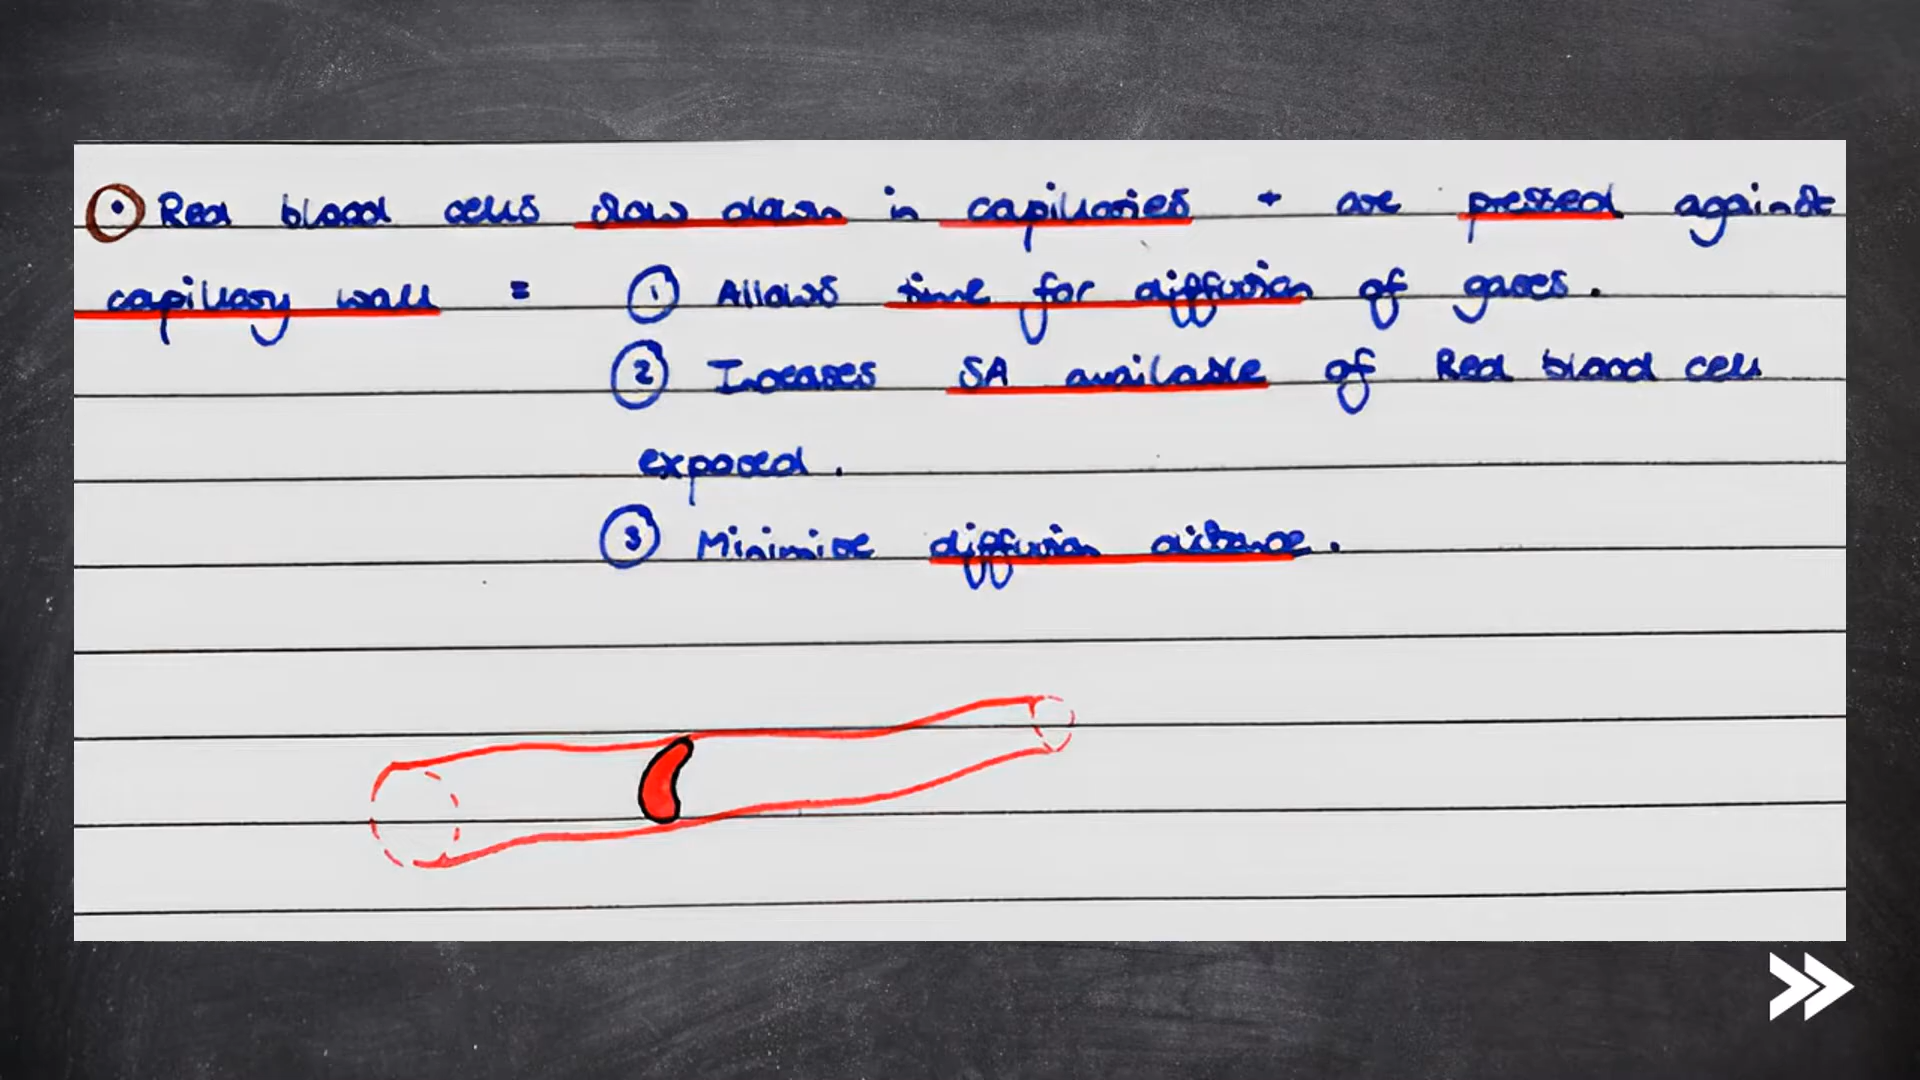 Red blood cells slow down in capillaries + are pressed against
capillary wall = ① Allows time for diffusion of gases.
② Increases SA available of Red blood cell
exposed.
③ Minimise diffusion distance.